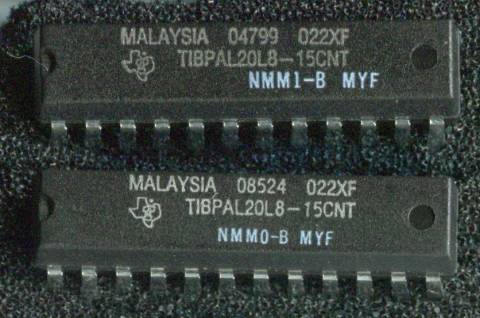 MALAYSIA 04799 022XF
TIBPAL20L8-15CNT
NMM1-B MYF
MALAYSIA 08524 022XF
TIBPAL20L8-15CNT
NMM0-B MYF